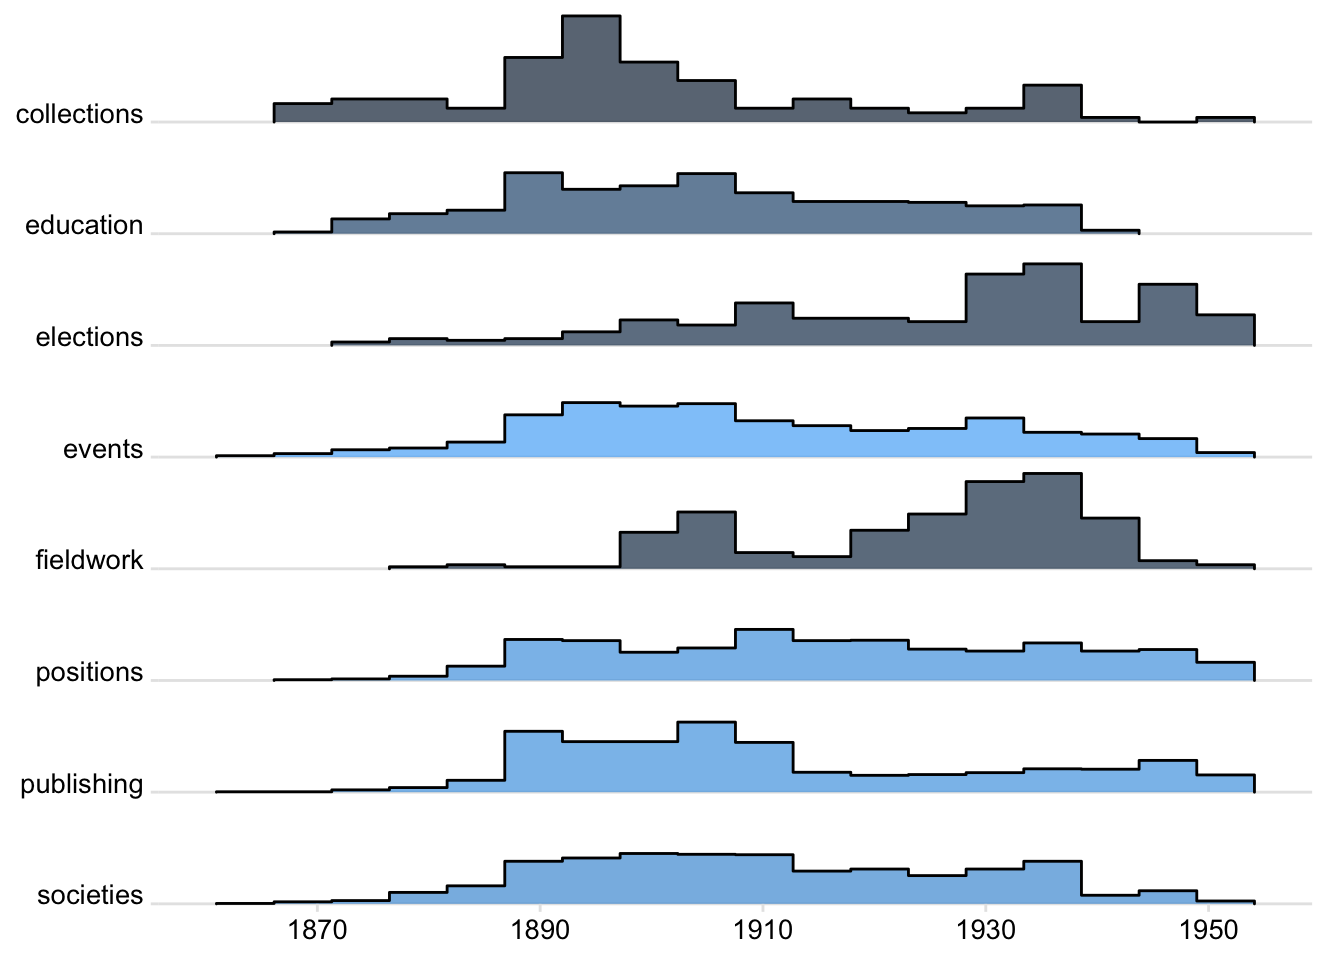 collections
education
elections
events
fieldwork
positions
publishing
societies
1870 1890 1910 1930 1950